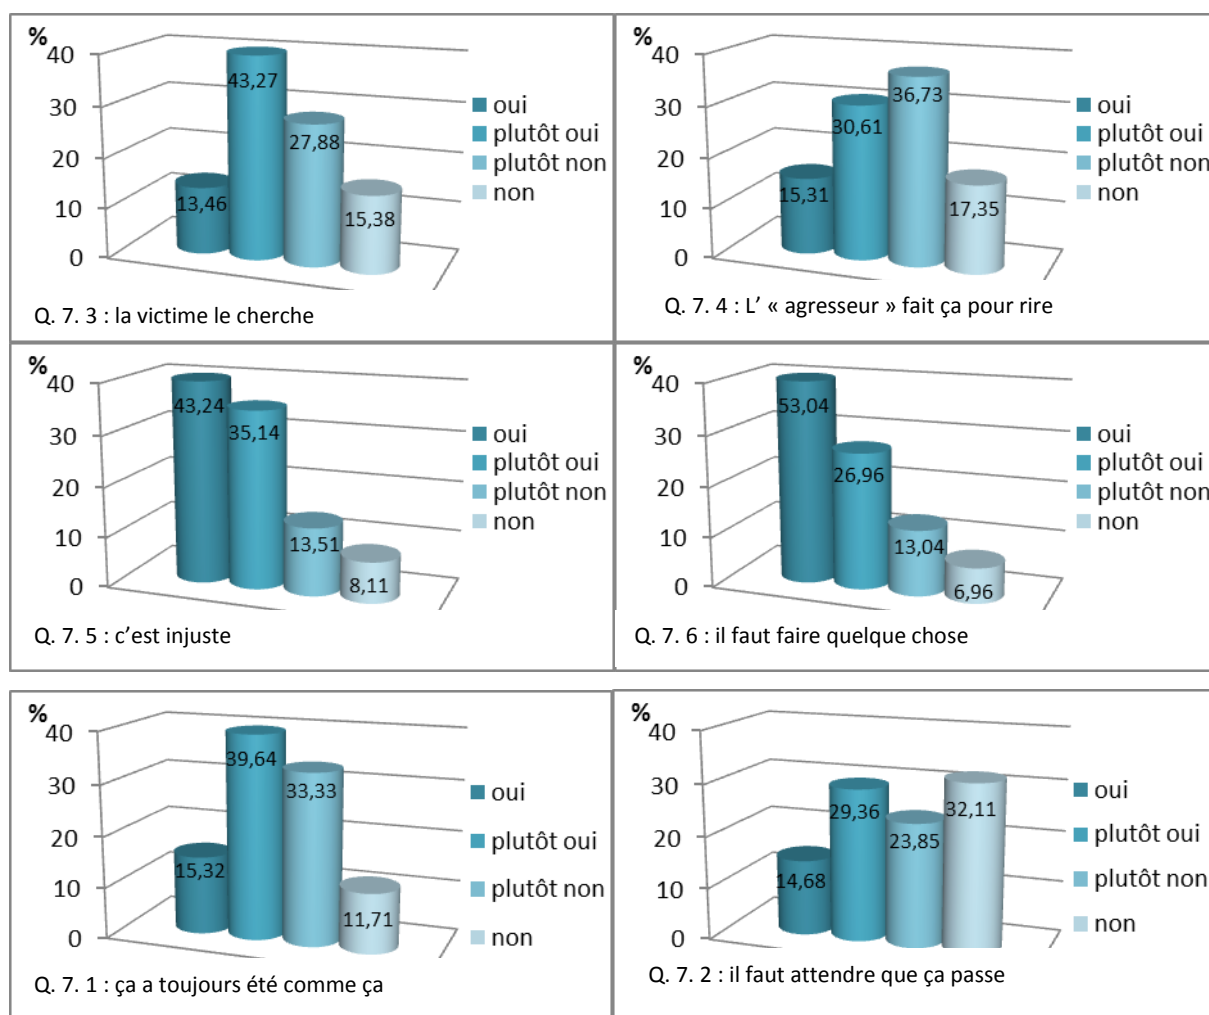 %
40
30
20
10
0
13,46
43,27
27,88
15,38
oui
plutôt oui
plutôt non
non
Q. 7. 3 : la victime le cherche
%
40
30
20
10
0
15,31
30,61
36,73
17,35
oui
plutôt oui
plutôt non
non
Q. 7. 4 : L’ « agresseur » fait ça pour rire
%
40
30
20
10
0
43,24
35,14
13,51
8,11
oui
plutôt oui
plutôt non
non
Q. 7. 5 : c’est injuste
%
40
30
20
10
0
53,04
26,96
13,04
6,96
oui
plutôt oui
plutôt non
non
Q. 7. 6 : il faut faire quelque chose
%
40
30
20
10
0
15,32
39,64
33,33
11,71
oui
plutôt oui
plutôt non
non
Q. 7. 1 : ça a toujours été comme ça
%
40
30
20
10
0
14,68
29,36
23,85
32,11
oui
plutôt oui
plutôt non
non
Q. 7. 2 : il faut attendre que ça passe